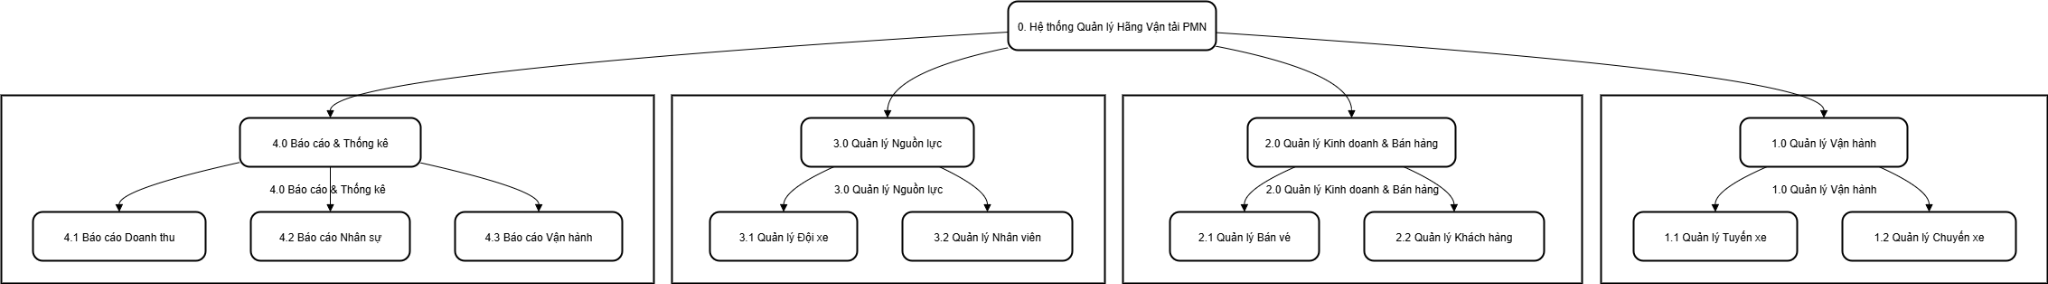 0. Hệ thống Quản lý Hãng Vận tải PMN
4.0 Báo cáo & Thống kê
3.0 Quản lý Nguồn lực
2.0 Quản lý Kinh doanh & Bán hàng
1.0 Quản lý Vận hành
4.0 Báo cáo & Thống kê
3.0 Quản lý Nguồn lực
2.0 Quản lý Kinh doanh & Bán hàng
1.0 Quản lý Vận hành
4.1 Báo cáo Doanh thu
4.2 Báo cáo Nhân sự
4.3 Báo cáo Vận hành
3.1 Quản lý Đội xe
3.2 Quản lý Nhân viên
2.1 Quản lý Bán vé
2.2 Quản lý Khách hàng
1.1 Quản lý Tuyến xe
1.2 Quản lý Chuyến xe